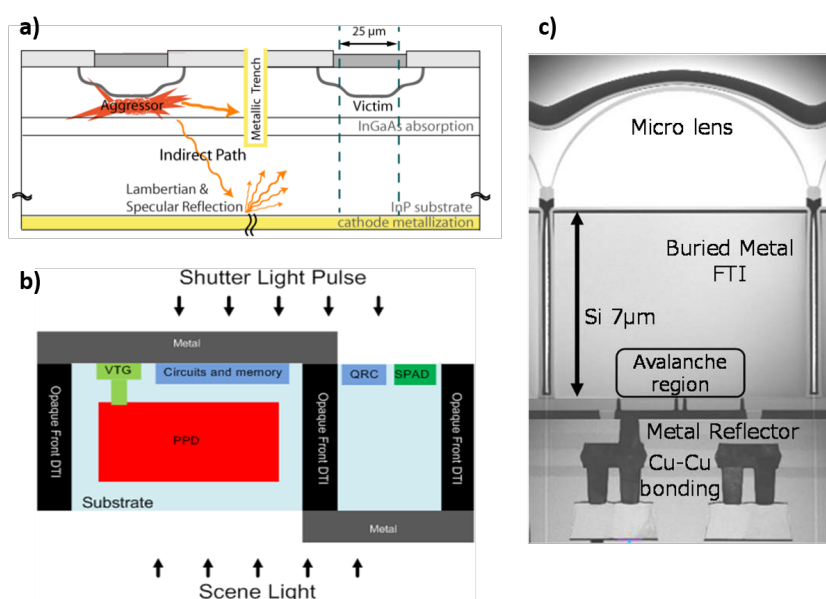 a)
25 µm
Metallic Trench
Aggressor
Victim
InGaAs absorption
Indirect Path
Lambertian &
Specular Reflection
InP substrate
cathode metallization
b)
Shutter Light Pulse
Metal
VTG
Circuits and memory
QRC
SPAD
Opaque Front DTI
Opaque Front DTI
Opaque Front DTI
PPD
Substrate
Metal
Scene Light
c)
Micro lens
Buried Metal
FTI
Si 7µm
Avalanche
region
Metal Reflector
Cu-Cu
bonding